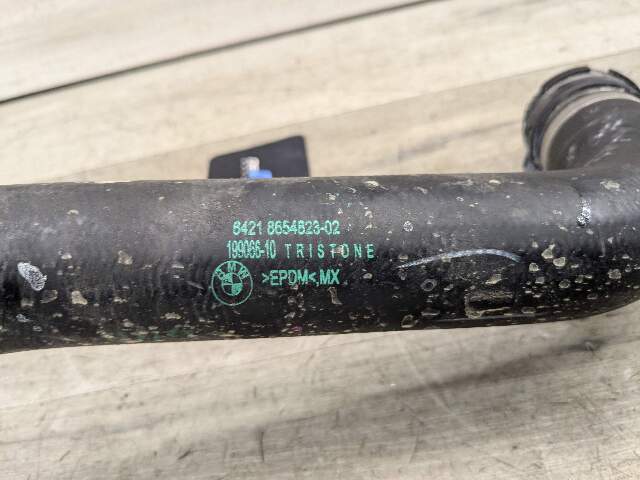 6421 8654823-02
199066-10 TRISTONE
BMW >EPDM<,MX